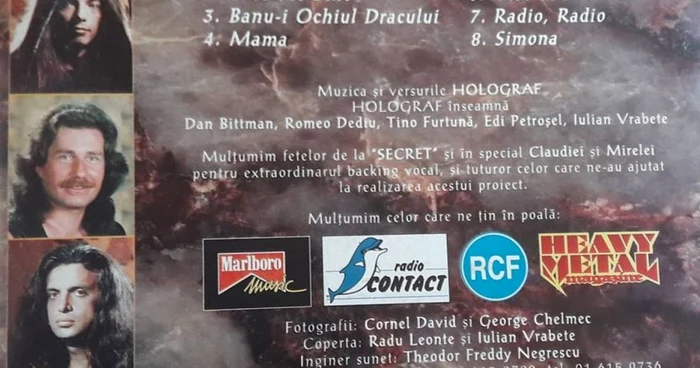 3. Banu-i Ochiul Dracului
7. Radio, Radio
4. Mama
8. Simona
Muzica și versurile HOLOGRAF
HOLOGRAF înseamnă
Dan Bittman, Romeo Dediu, Tino Furtună, Edi Petroșel, Iulian Vrabete
Mulțumim fetelor de la "SECRET" și în special Claudiei și Mirelei
pentru extraordinarul backing vocal, și tuturor celor care ne-au ajutat
la realizarea acestui proiect.
Mulțumim celor care ne țin în poală:
Marlboro
Music
radio
CONTACT
RCF
HEAVY
METAL
MAGAZINE
Fotografii: Cornel David și George Chelmec
Coperta: Radu Leonte și Iulian Vrabete
Inginer sunet: Theodor Freddy Negrescu